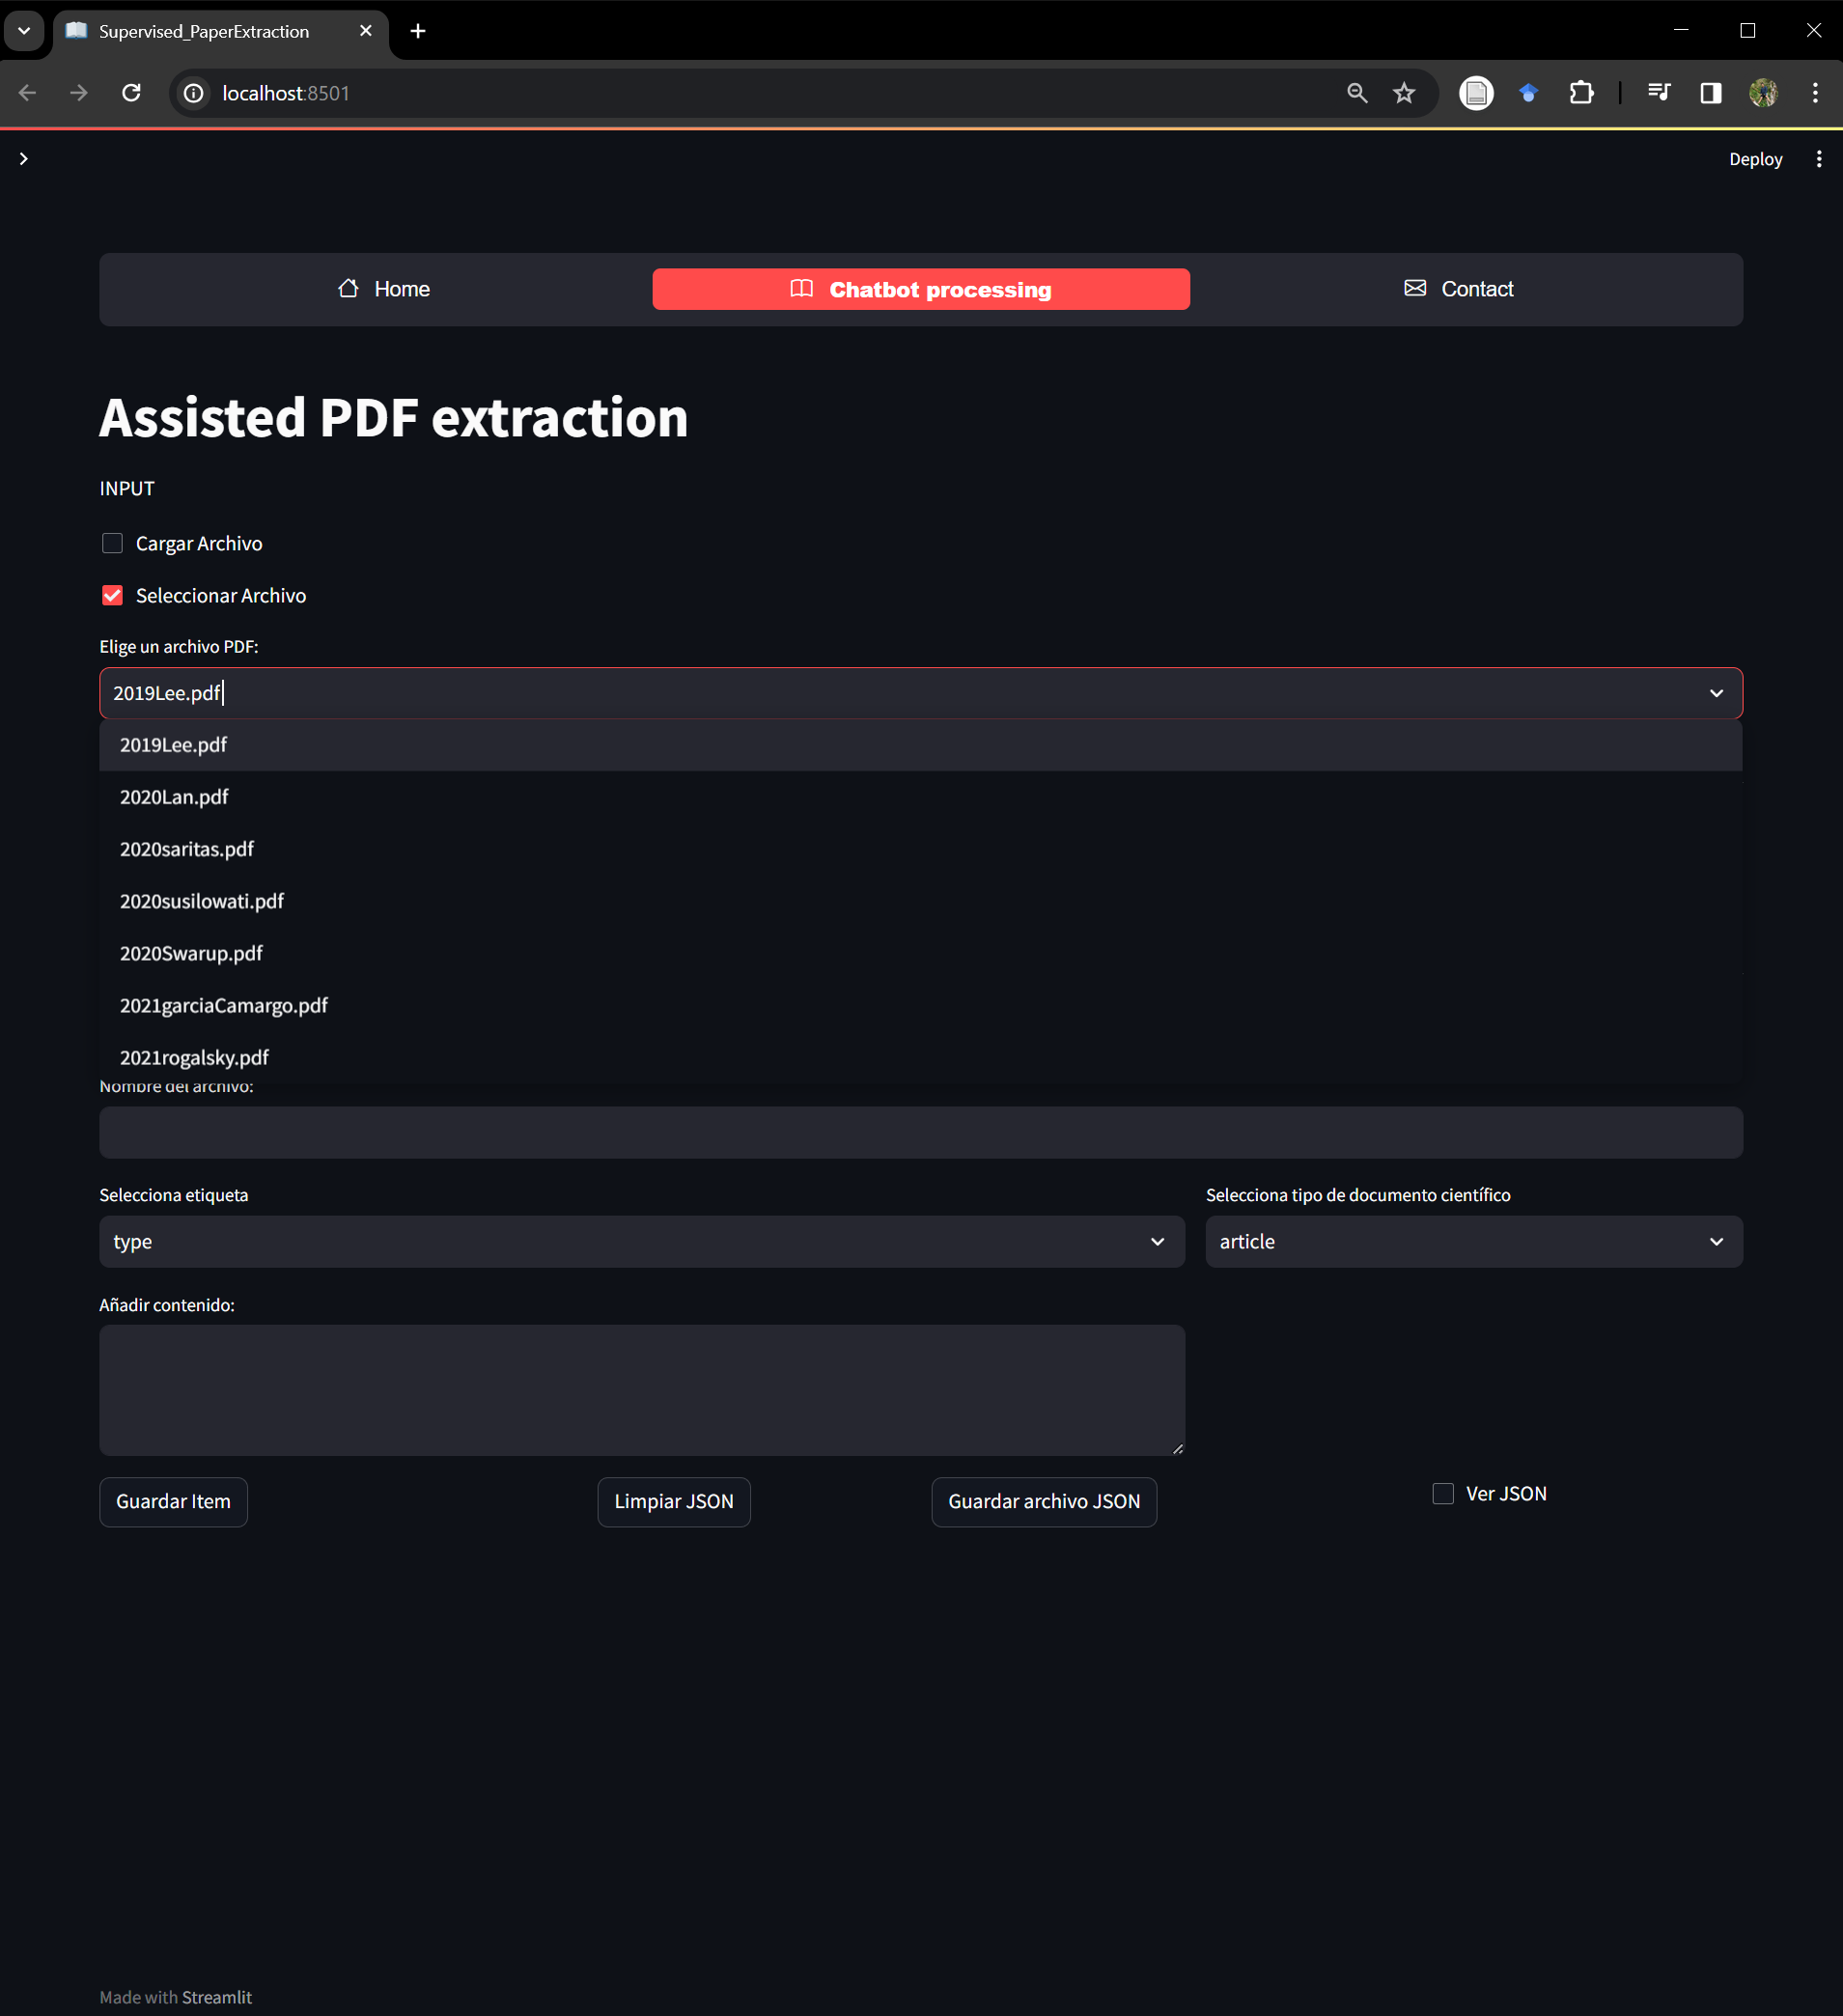 Supervised_PaperExtraction
localhost:8501
Deploy
Home
Chatbot processing
Contact
Assisted PDF extraction
INPUT
Cargar Archivo
Seleccionar Archivo
Elige un archivo PDF:
2019Lee.pdf
2019Lee.pdf
2020Lan.pdf
2020saritas.pdf
2020susilowati.pdf
2020Swarup.pdf
2021garciaCamargo.pdf
2021rogalsky.pdf
Nombre del archivo:
Selecciona etiqueta
Selecciona tipo de documento científico
type
article
Añadir contenido:
Guardar Item
Limpiar JSON
Guardar archivo JSON
Ver JSON
Made with Streamlit